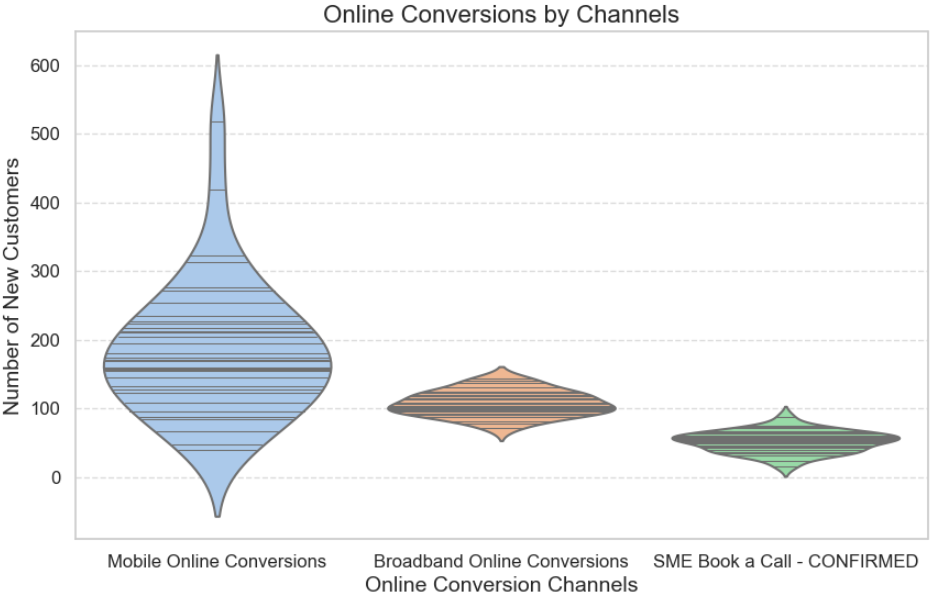 Online Conversions by Channels
Number of New Customers
600
500
400
300
200
100
0
Mobile Online Conversions
Broadband Online Conversions
SME Book a Call - CONFIRMED
Online Conversion Channels